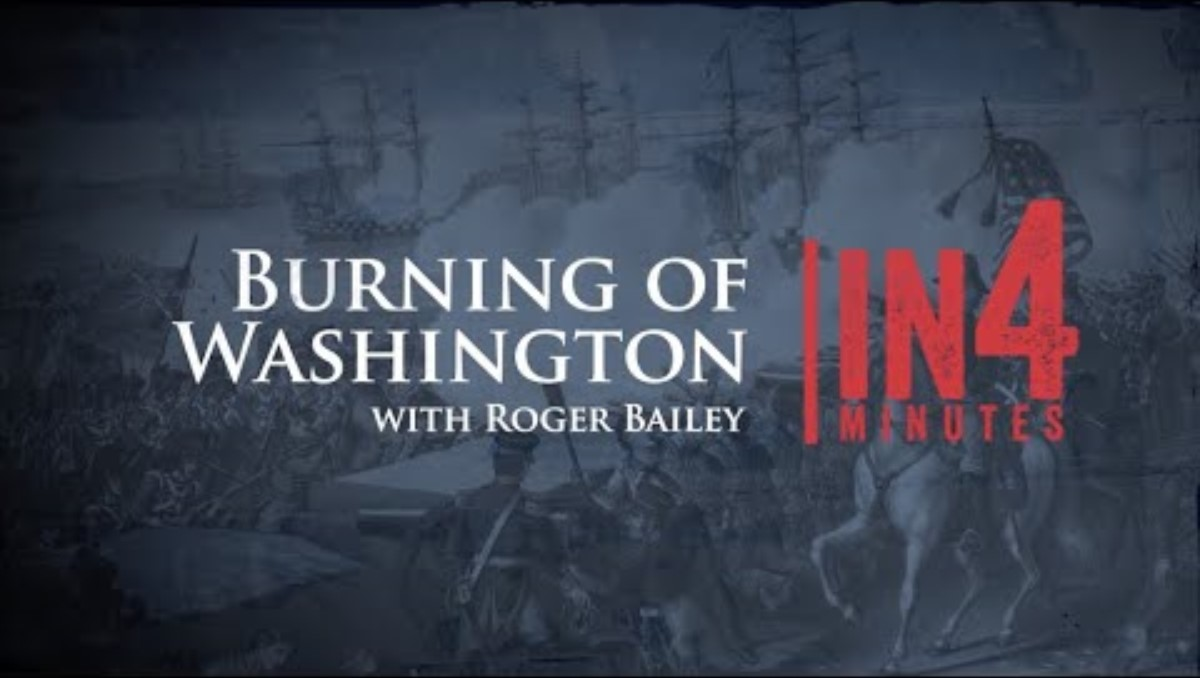 Burning of
Washington
with Roger Bailey
IN4
MINUTES